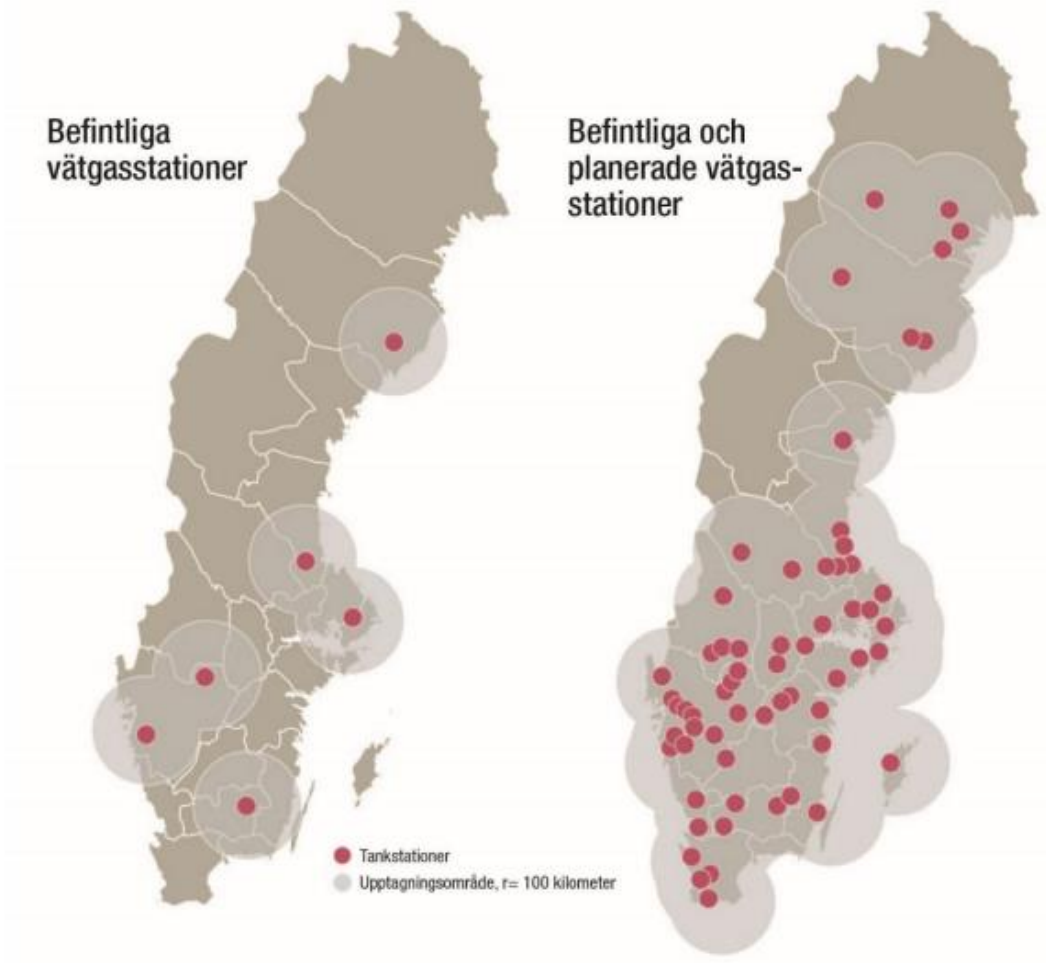 Befintliga
vätgasstationer
Befintliga och
planerade vätgas-
stationer
Tankstationer
Upptagningsområde, r= 100 kilometer